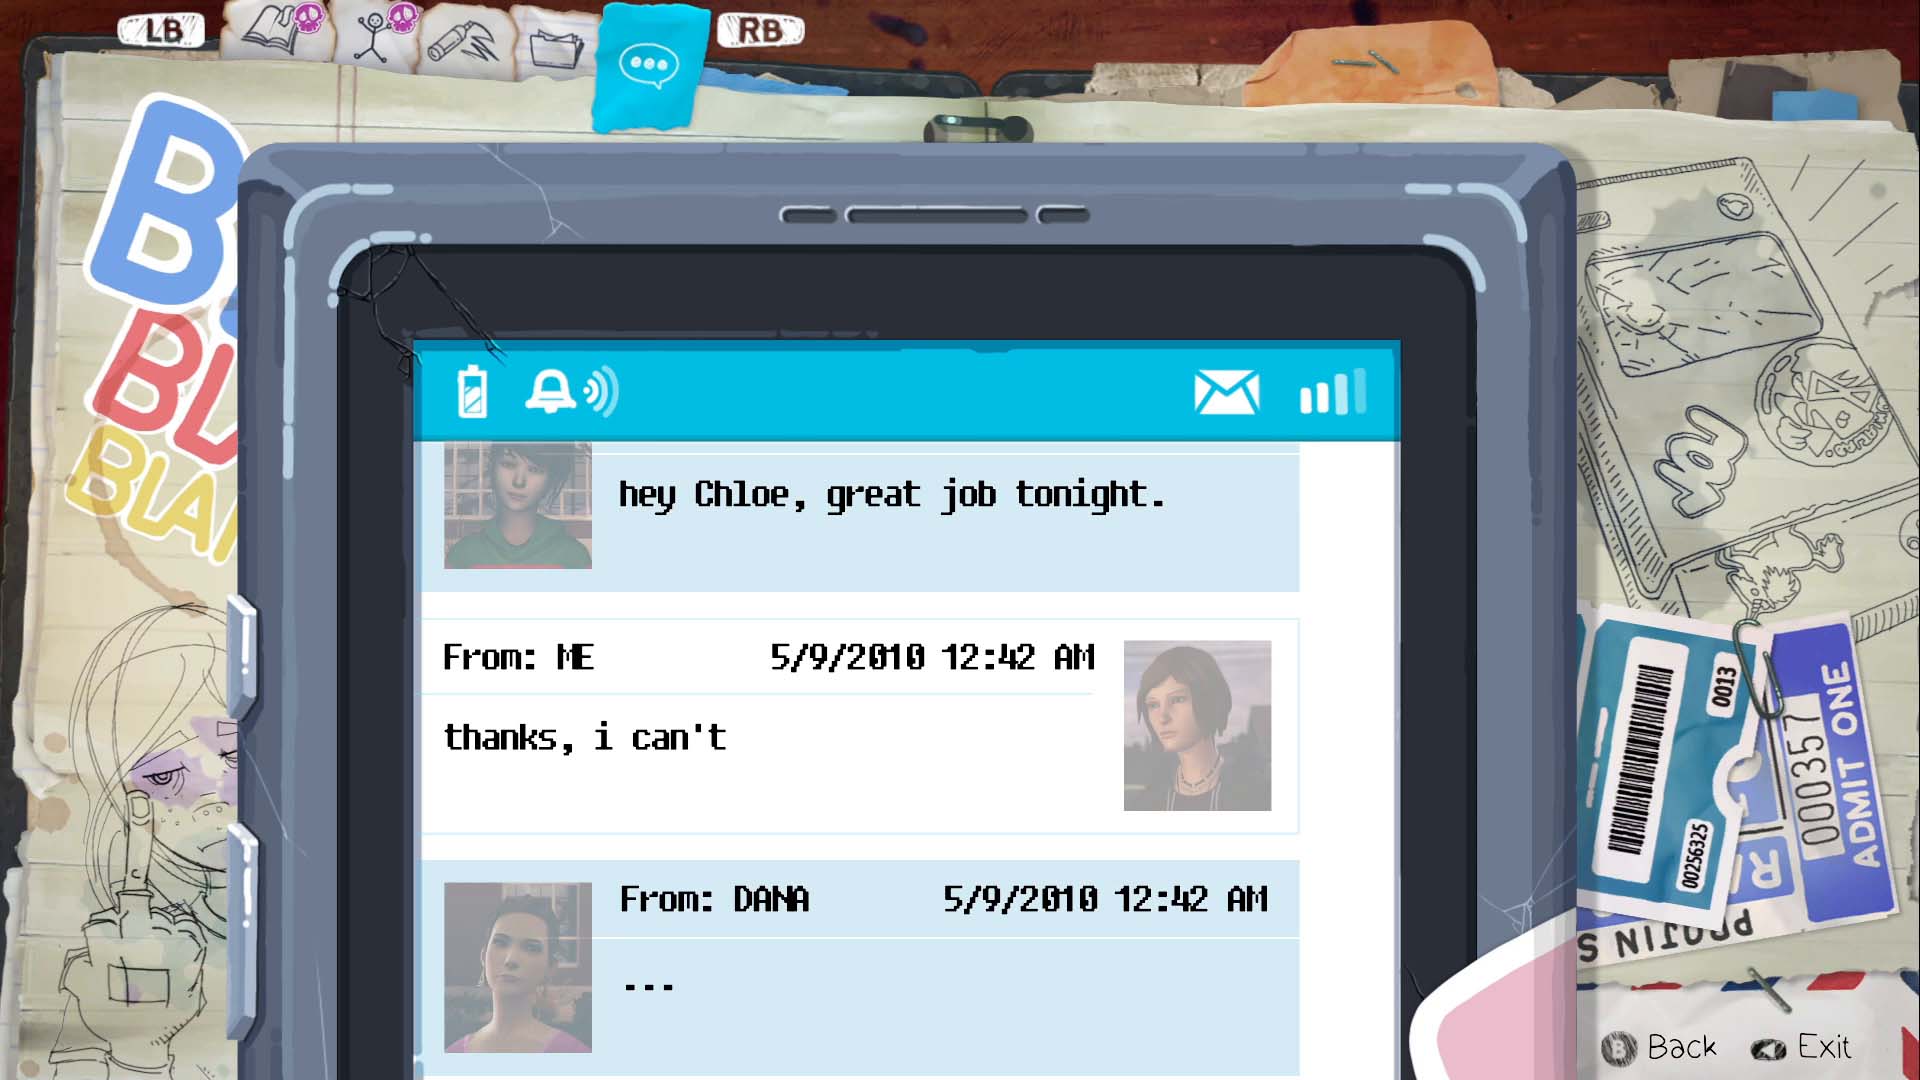 LB
RB
hey Chloe, great job tonight.
From: ME
5/9/2010 12:42 AM
thanks, i can't
From: DANA
5/9/2010 12:42 AM
...
BLAH
0013
00256325
000357
ADMIT ONE
Back
B
Exit